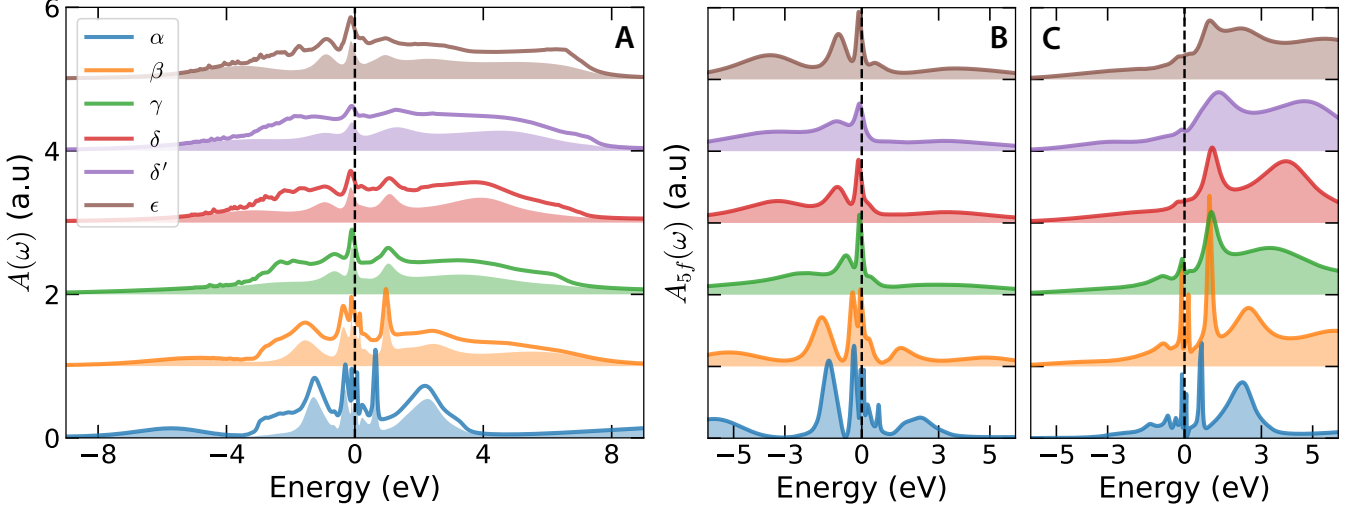 6
4
2
0
A(ω) (a.u)
α
β
γ
δ
δ′
ϵ
A
−8
−4
0
4
8
Energy (eV)
A5f(ω) (a.u)
B
−5
−3
0
3
5
Energy (eV)
C
−5
−3
0
3
5
Energy (eV)